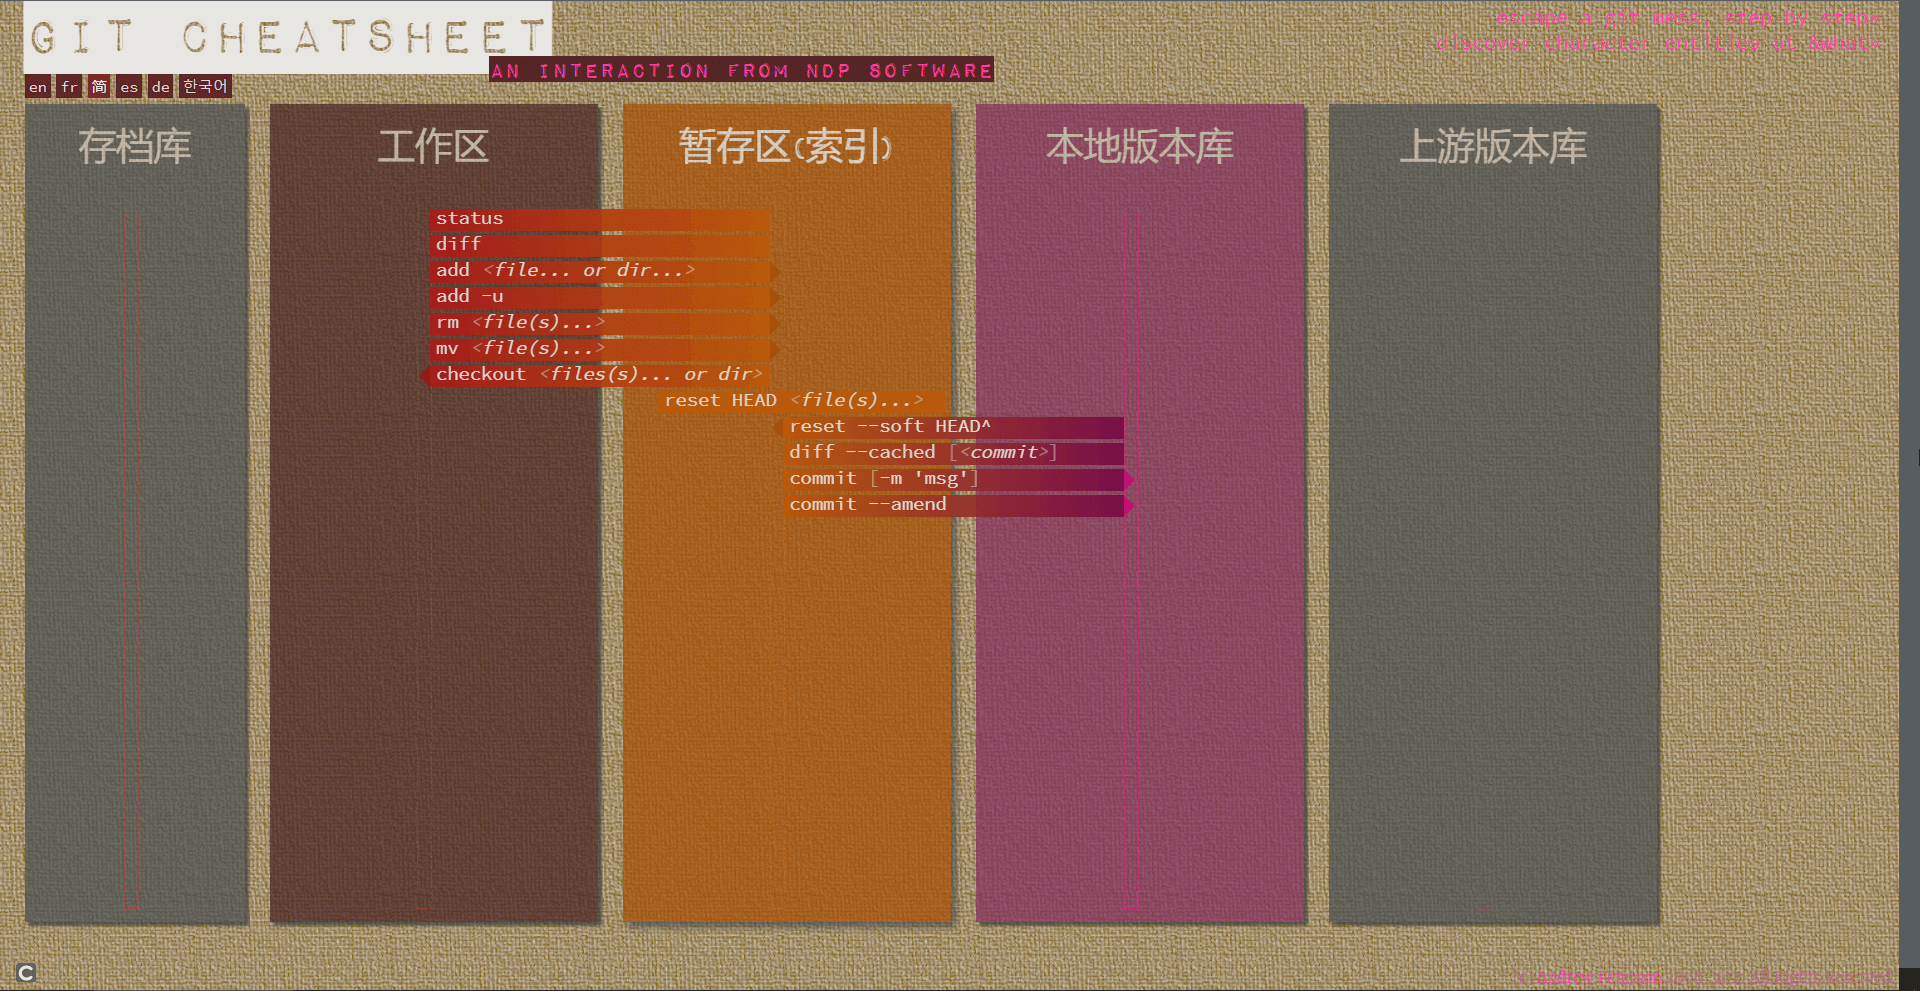 GIT CHEATSHEET
escape a git mess, step by step»
discover character entities at &what»
AN INTERACTION FROM NDP SOFTWARE
en fr 简 es de 한국어
存档库
工作区
暂存区(索引)
本地版本库
上游版本库
status
diff
add <file... or dir...>
add -u
rm <file(s)...>
mv <file(s)...>
checkout <files(s)... or dir>
reset HEAD <file(s)...>
reset --soft HEAD^
diff --cached [<commit>]
commit [-m 'msg']
commit --amend
C